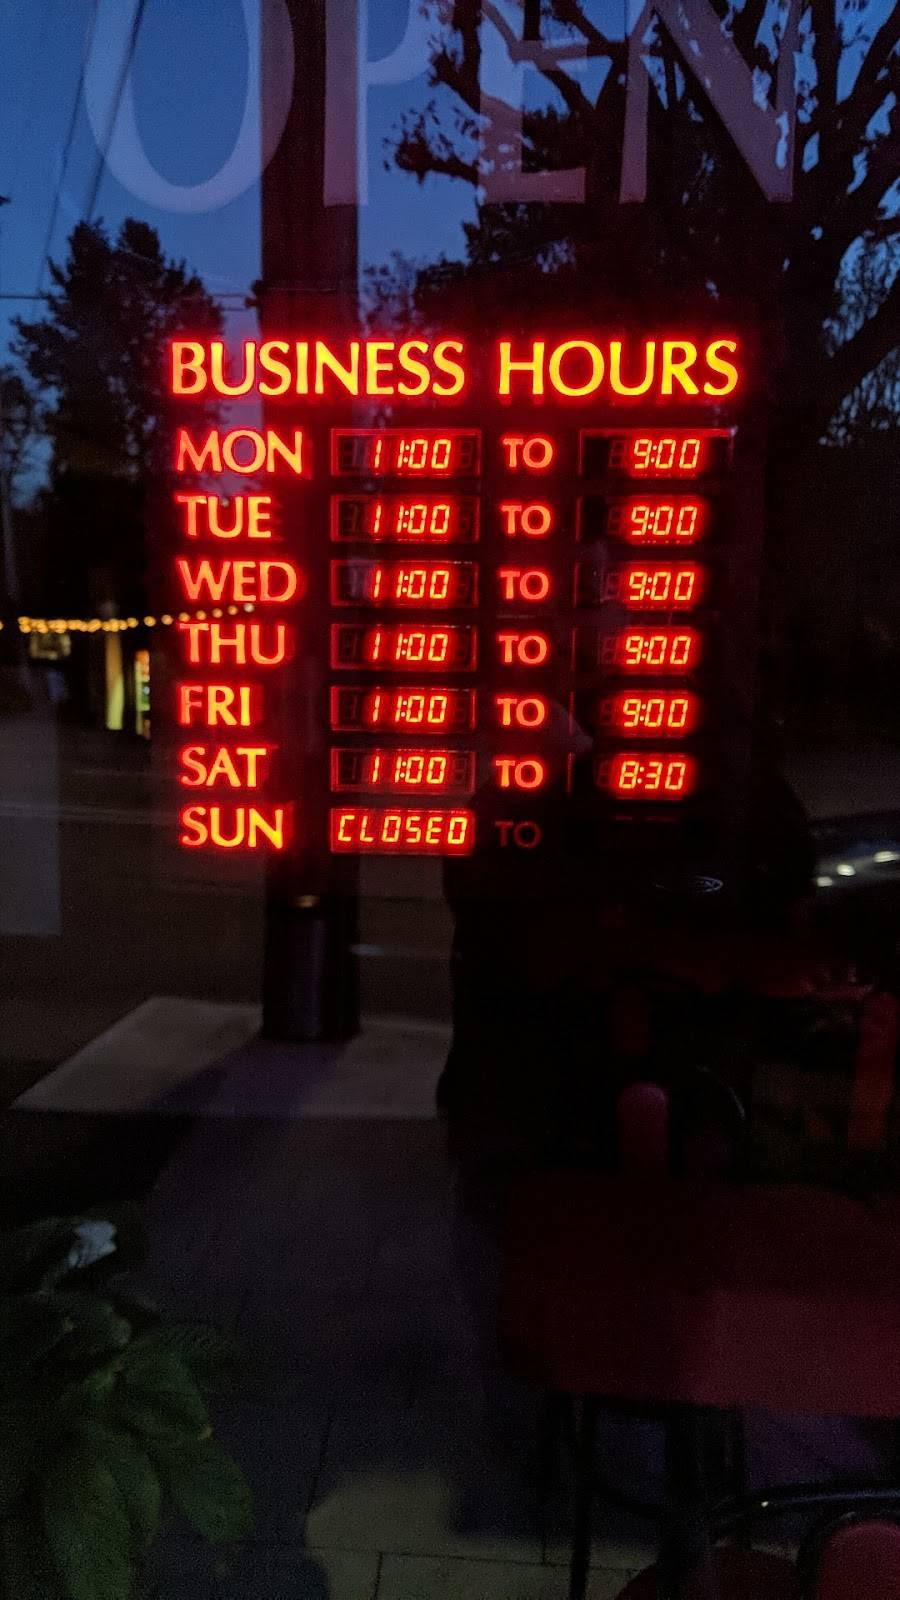 OPEN
BUSINESS HOURS
MON 11:00 TO 9:00
TUE 11:00 TO 9:00
WED 11:00 TO 9:00
THU 11:00 TO 9:00
FRI 11:00 TO 9:00
SAT 11:00 TO 8:30
SUN CLOSED TO